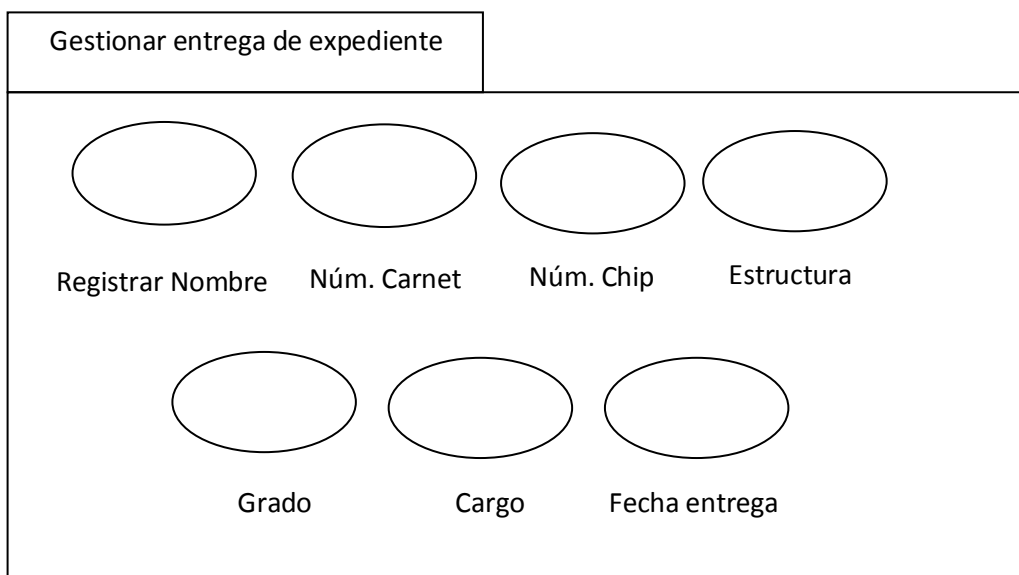 Gestionar entrega de expediente
Registrar Nombre
Núm. Carnet
Núm. Chip
Estructura
Grado
Cargo
Fecha entrega